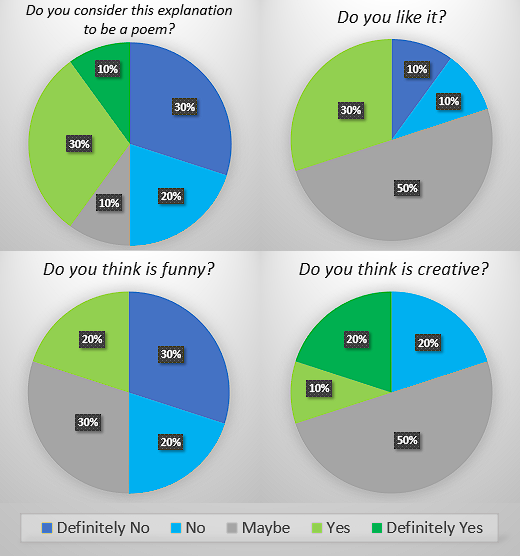 Do you consider this explanation
to be a poem?
10%
30%
30%
10%
20%
Do you like it?
10%
10%
30%
50%
Do you think is funny?
20%
30%
30%
20%
Do you think is creative?
20%
20%
10%
50%
Definitely No No Maybe Yes Definitely Yes